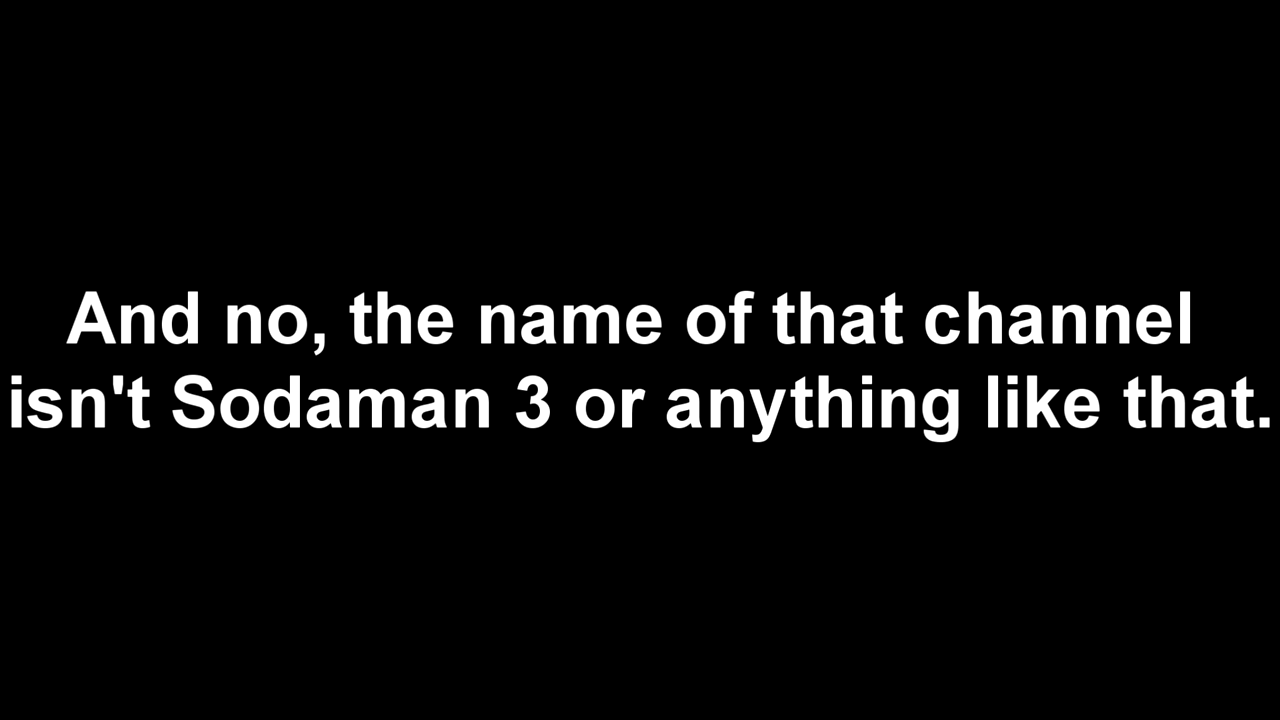 And no, the name of that channel
isn't Sodaman 3 or anything like that.